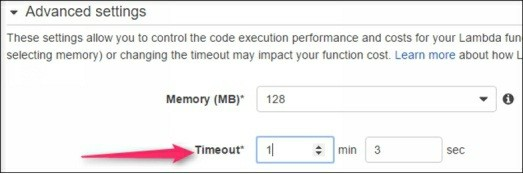 Advanced settings
These settings allow you to control the code execution performance and costs for your Lambda fun
selecting memory) or changing the timeout may impact your function cost. Learn more about how L
Memory (MB)* 128
Timeout* 1 min 3 sec